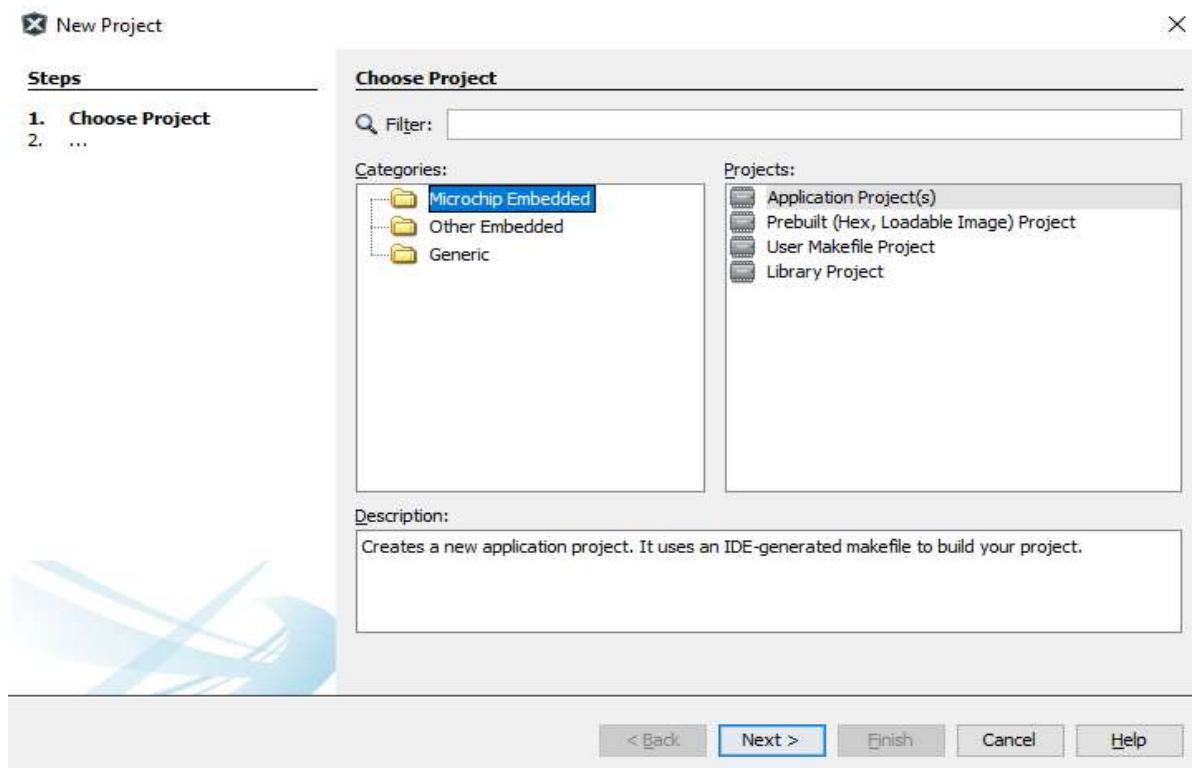 New Project
Steps
1. Choose Project
2. ...
Choose Project
Filter:
Categories:
Microchip Embedded
Other Embedded
Generic
Projects:
Application Project(s)
Prebuilt (Hex, Loadable Image) Project
User Makefile Project
Library Project
Description:
Creates a new application project. It uses an IDE-generated makefile to build your project.
< Back Next > Finish Cancel Help